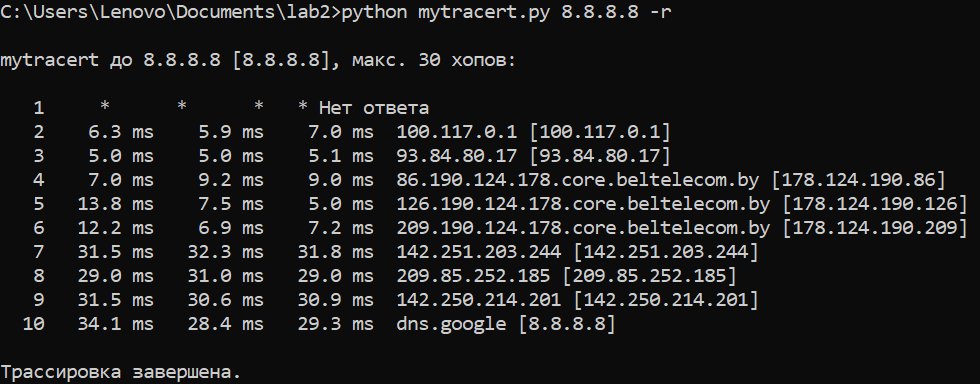 C:\Users\Lenovo\Documents\lab2>python mytracert.py 8.8.8.8 -r
mytracert до 8.8.8.8 [8.8.8.8], макс. 30 хопов:
1 * * * * Нет ответа
2 6.3 ms 5.9 ms 7.0 ms 100.117.0.1 [100.117.0.1]
3 5.0 ms 5.0 ms 5.1 ms 93.84.80.17 [93.84.80.17]
4 7.0 ms 9.2 ms 9.0 ms 86.190.124.178.core.beltelecom.by [178.124.190.86]
5 13.8 ms 7.5 ms 5.0 ms 126.190.124.178.core.beltelecom.by [178.124.190.126]
6 12.2 ms 6.9 ms 7.2 ms 209.190.124.178.core.beltelecom.by [178.124.190.209]
7 31.5 ms 32.3 ms 31.8 ms 142.251.203.244 [142.251.203.244]
8 29.0 ms 31.0 ms 29.0 ms 209.85.252.185 [209.85.252.185]
9 31.5 ms 30.6 ms 30.9 ms 142.250.214.201 [142.250.214.201]
10 34.1 ms 28.4 ms 29.3 ms dns.google [8.8.8.8]
Трассировка завершена.